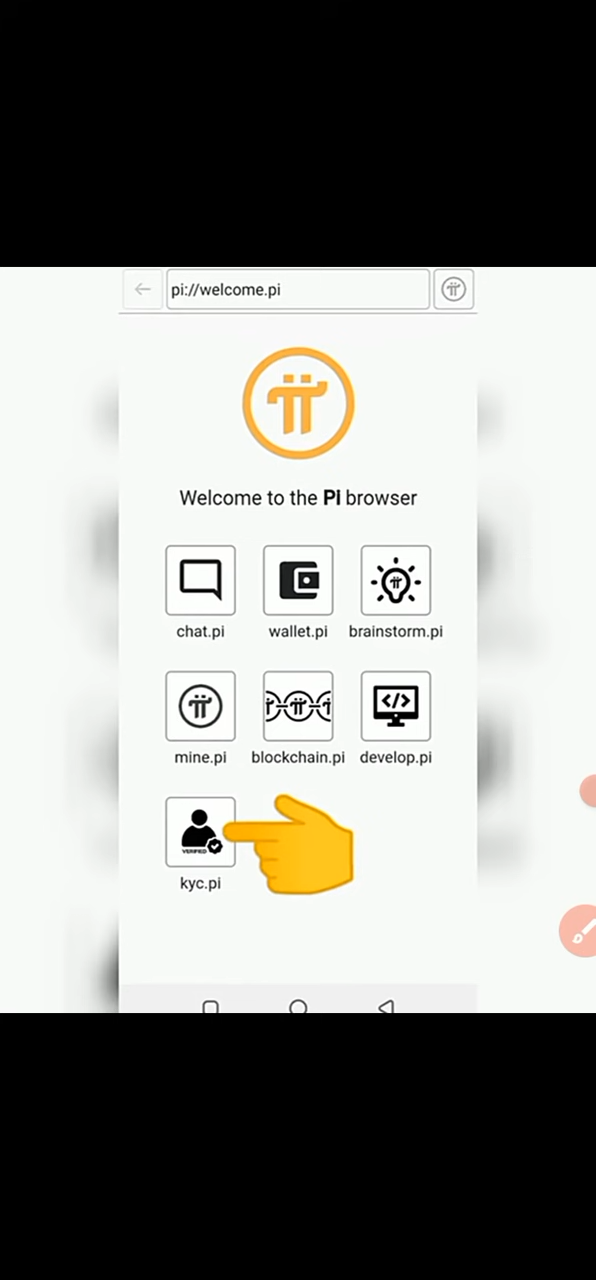 pi://welcome.pi
Welcome to the Pi browser
chat.pi wallet.pi brainstorm.pi
mine.pi blockchain.pi develop.pi
VERIFIED
kyc.pi